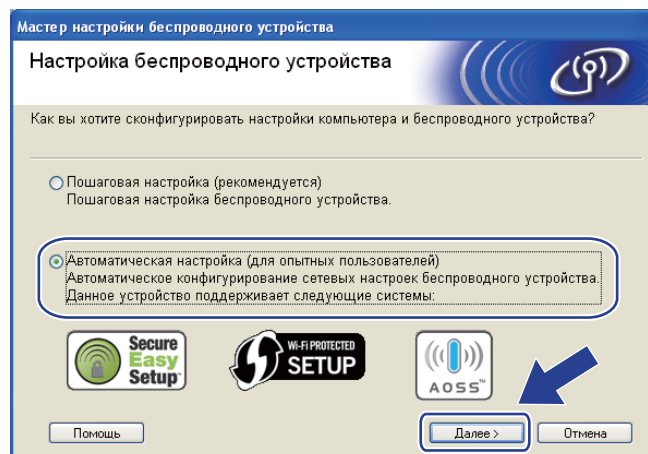 Мастер настройки беспроводного устройства
Настройка беспроводного устройства
Как вы хотите сконфигурировать настройки компьютера и беспроводного устройства?
Пошаговая настройка (рекомендуется)
Пошаговая настройка беспроводного устройства.
Автоматическая настройка (для опытных пользователей)
Автоматическое конфигурирование сетевых настроек беспроводного устройства.
Данное устройство поддерживает следующие системы:
Secure
Easy
Setup™
Wi-Fi PROTECTED
SETUP
AOSS™
Помощь
Далее >
Отмена